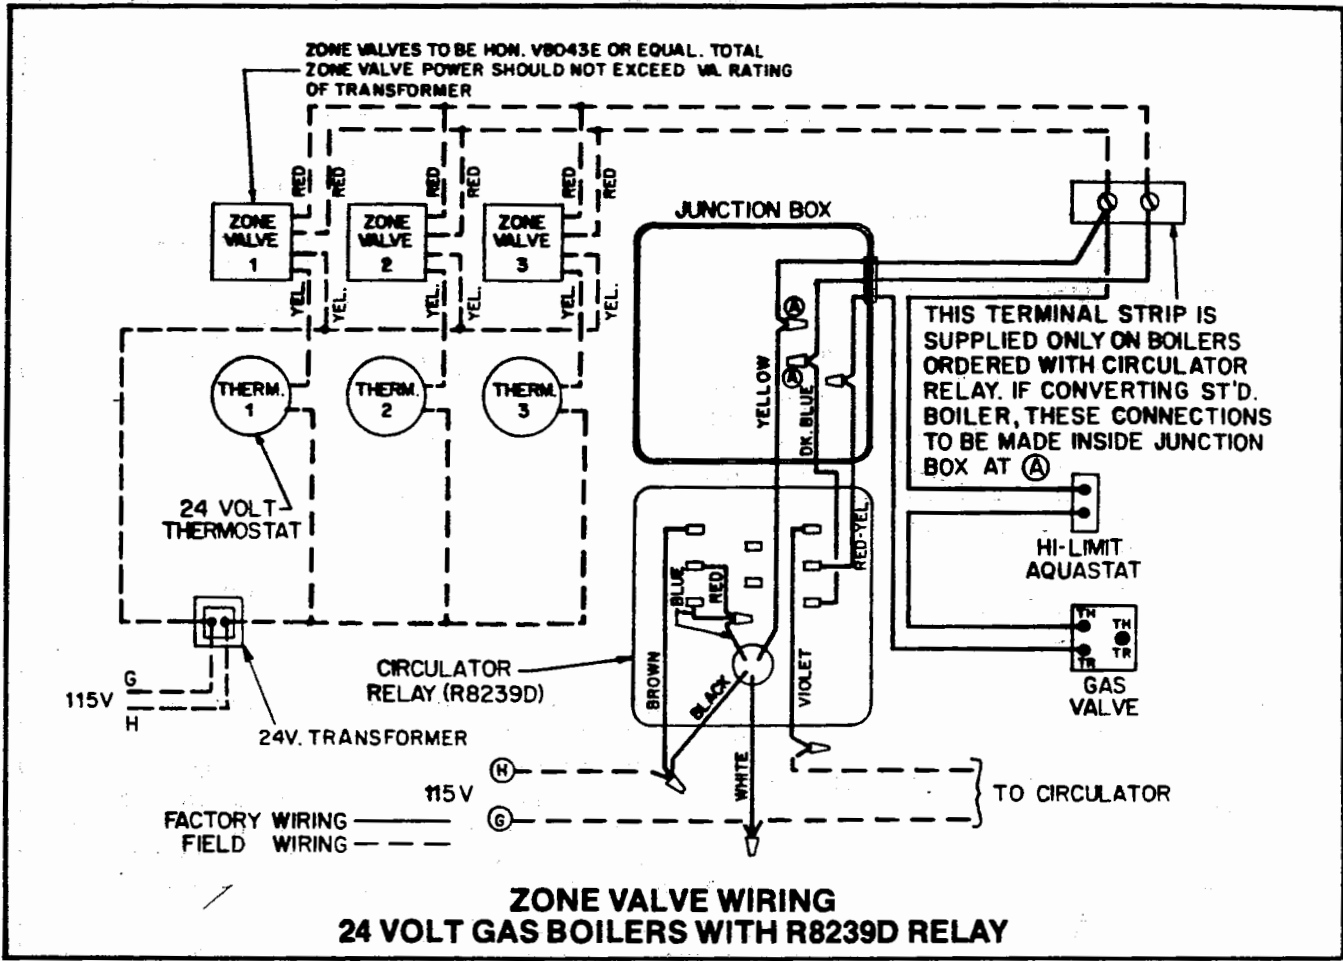 ZONE VALVES TO BE HON. V8043E OR EQUAL. TOTAL
ZONE VALVE POWER SHOULD NOT EXCEED VA. RATING
OF TRANSFORMER
RED
RED
RED
RED
RED
RED
ZONE
VALVE
1
ZONE
VALVE
2
ZONE
VALVE
3
YEL.
YEL.
YEL.
YEL.
YEL.
YEL.
THERM.
1
THERM.
2
THERM.
3
24 VOLT
THERMOSTAT
JUNCTION BOX
A
A
YELLOW
DK. BLUE
THIS TERMINAL STRIP IS
SUPPLIED ONLY ON BOILERS
ORDERED WITH CIRCULATOR
RELAY. IF CONVERTING ST'D.
BOILER, THESE CONNECTIONS
TO BE MADE INSIDE JUNCTION
BOX AT A
RED-YEL.
HI-LIMIT
AQUASTAT
BLUE
RED
TH
TH
TR
TR
GAS
VALVE
CIRCULATOR
RELAY (R8239D)
BROWN
BLACK
VIOLET
G
115V
H
24V. TRANSFORMER
WHITE
H
115V
G
TO CIRCULATOR
FACTORY WIRING
FIELD WIRING
ZONE VALVE WIRING
24 VOLT GAS BOILERS WITH R8239D RELAY